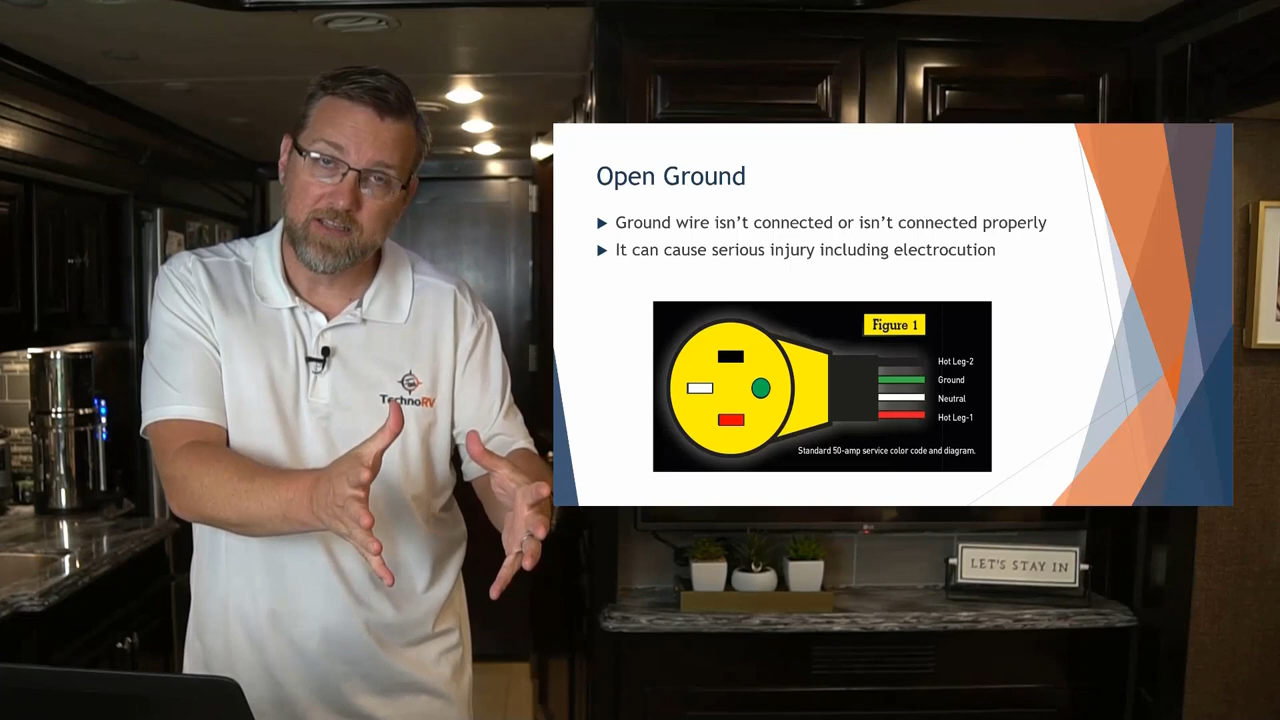 Open Ground
Ground wire isn't connected or isn't connected properly
It can cause serious injury including electrocution
Figure 1
Hot Leg-2
Ground
Neutral
Hot Leg-1
Standard 50-amp service color code and diagram.
TechnoRV
LET'S STAY IN
LG